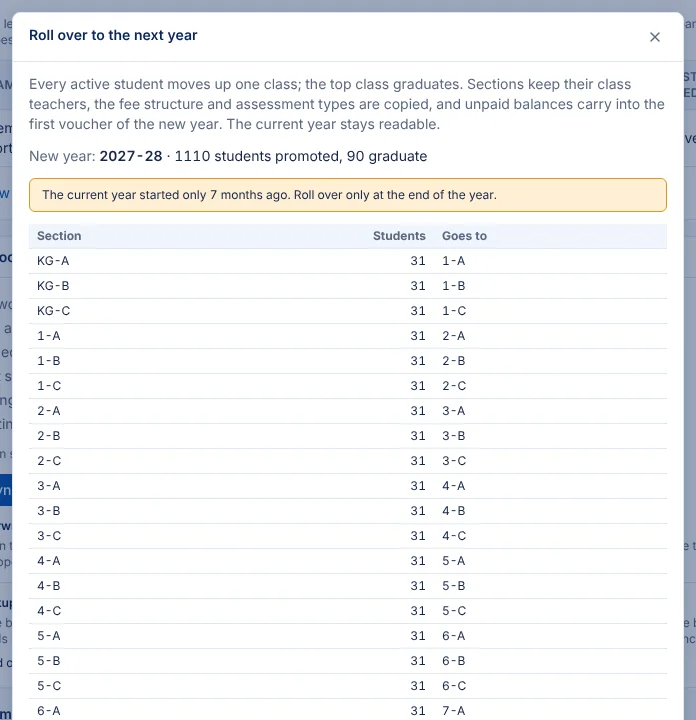 Roll over to the next year
Every active student moves up one class; the top class graduates. Sections keep their class
teachers, the fee structure and assessment types are copied, and unpaid balances carry into the
first voucher of the new year. The current year stays readable.
New year: 2027-28 · 1110 students promoted, 90 graduate
The current year started only 7 months ago. Roll over only at the end of the year.
Section Students Goes to
KG-A 31 1-A
KG-B 31 1-B
KG-C 31 1-C
1-A 31 2-A
1-B 31 2-B
1-C 31 2-C
2-A 31 3-A
2-B 31 3-B
2-C 31 3-C
3-A 31 4-A
3-B 31 4-B
3-C 31 4-C
4-A 31 5-A
4-B 31 5-B
4-C 31 5-C
5-A 31 6-A
5-B 31 6-B
5-C 31 6-C
6-A 31 7-A